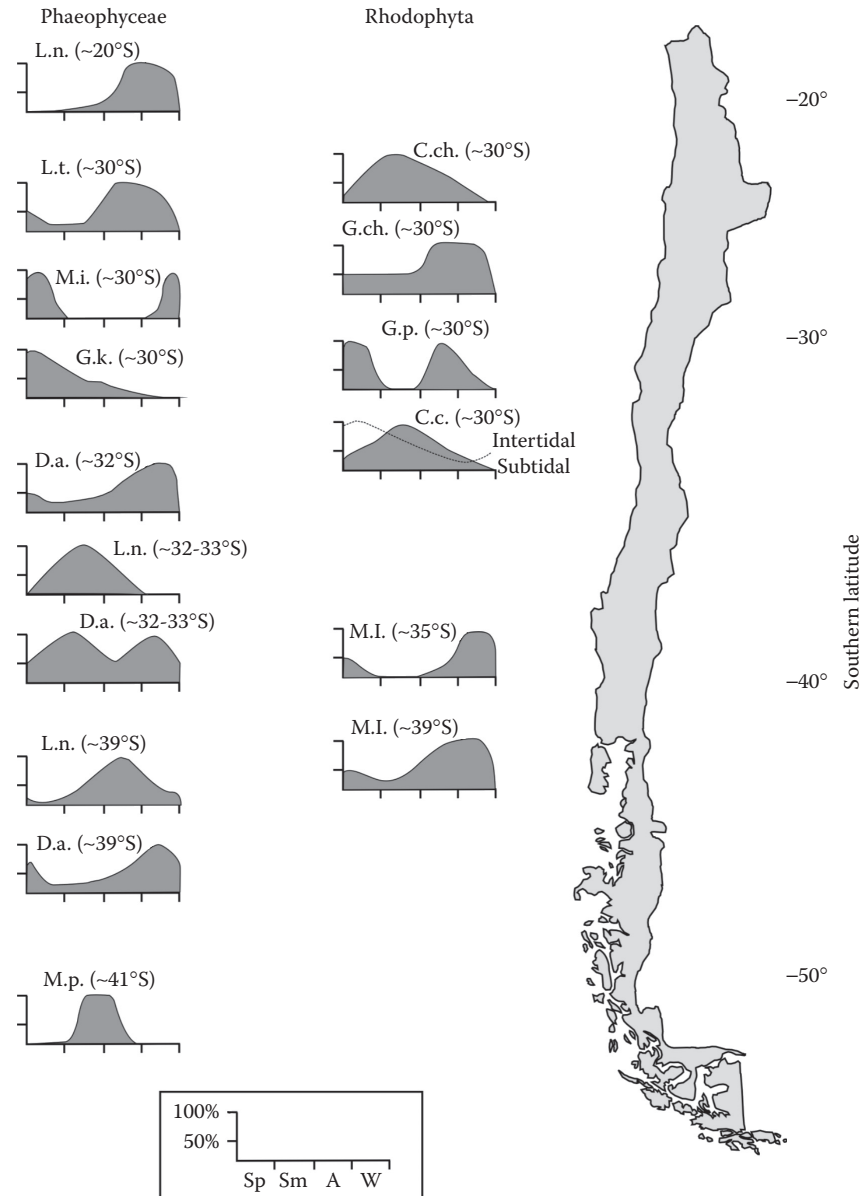 Phaeophyceae
L.n. (~20°S)
L.t. (~30°S)
M.i. (~30°S)
G.k. (~30°S)
D.a. (~32°S)
L.n. (~32-33°S)
D.a. (~32-33°S)
L.n. (~39°S)
D.a. (~39°S)
M.p. (~41°S)
Rhodophyta
C.ch. (~30°S)
G.ch. (~30°S)
G.p. (~30°S)
C.c. (~30°S)
Intertidal
Subtidal
M.I. (~35°S)
M.I. (~39°S)
–20°
–30°
–40°
–50°
Southern latitude
100%
50%
Sp Sm A W